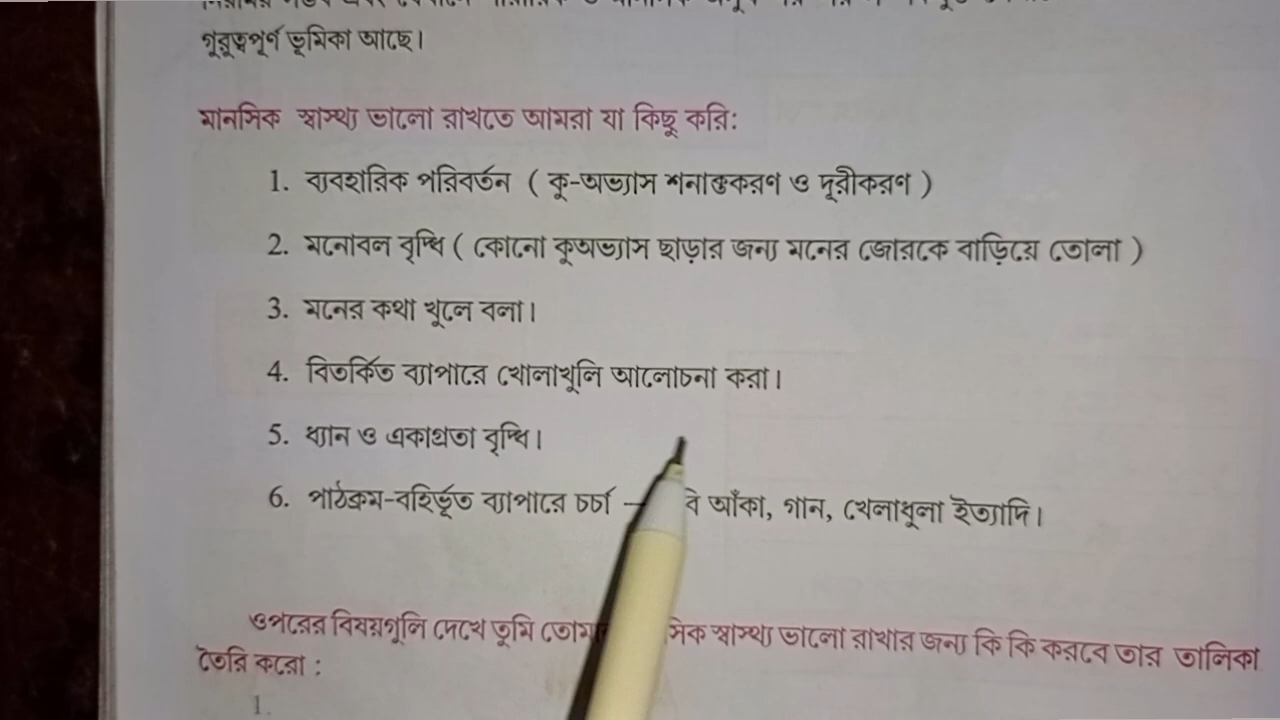 গুরুত্বপূর্ণ ভূমিকা আছে।
মানসিক স্বাস্থ্য ভালো রাখতে আমরা যা কিছু করি:
1. ব্যবহারিক পরিবর্তন ( কু-অভ্যাস শনাক্তকরণ ও দূরীকরণ )
2. মনোবল বৃদ্ধি ( কোনো কুঅভ্যাস ছাড়ার জন্য মনের জোরকে বাড়িয়ে তোলা )
3. মনের কথা খুলে বলা।
4. বিতর্কিত ব্যাপারে খোলাখুলি আলোচনা করা।
5. ধ্যান ও একাগ্রতা বৃদ্ধি।
6. পাঠক্রম-বহির্ভূত ব্যাপারে চর্চা — আঁকা, গান, খেলাধুলা ইত্যাদি।
ওপরের বিষয়গুলি দেখে তুমি স্বাস্থ্য ভালো রাখার জন্য কি কি করবে তার তালিকা
তৈরি করো :
1.